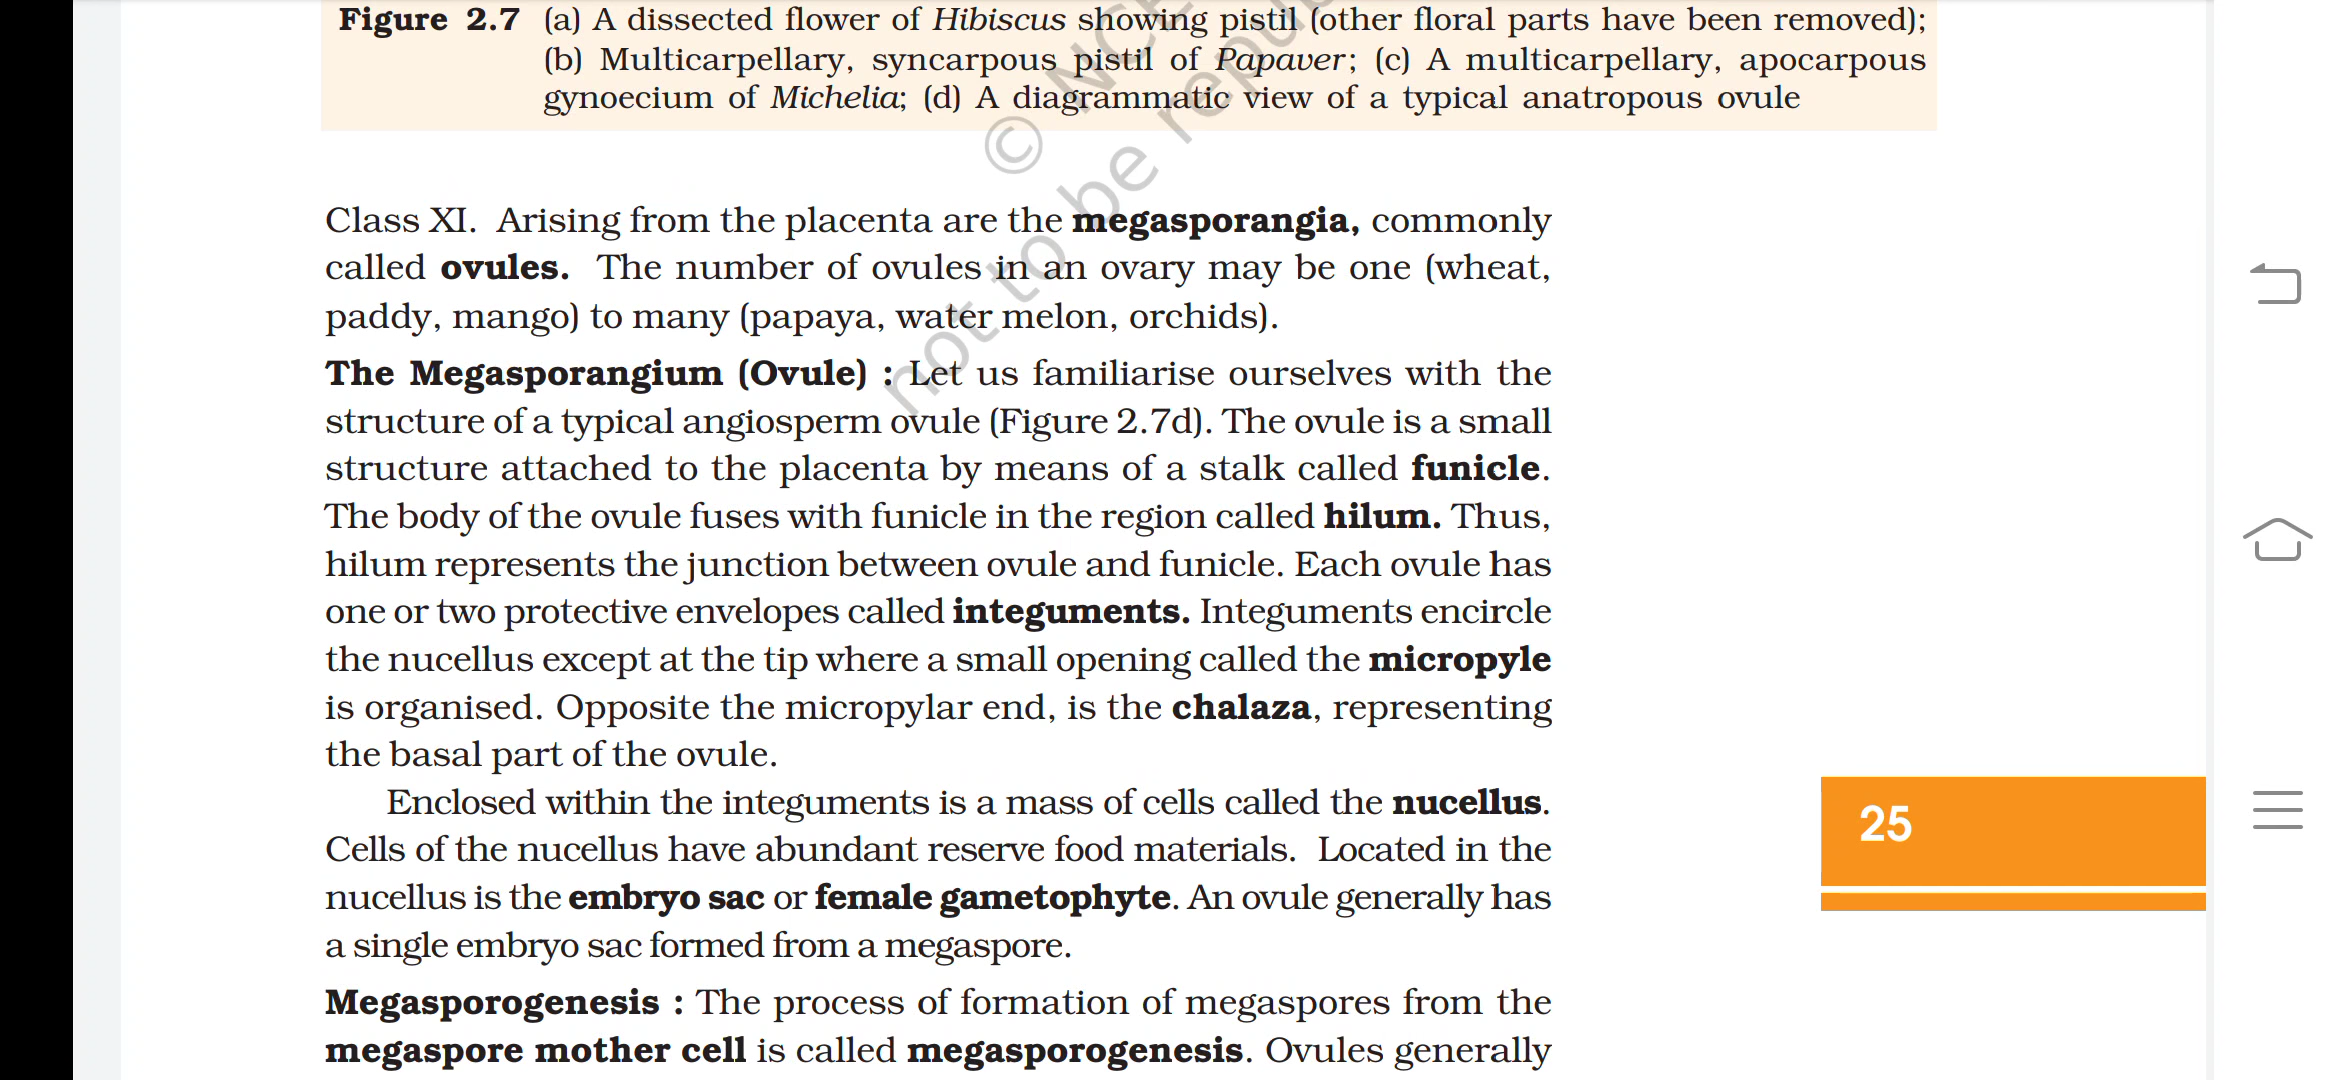 Figure 2.7 (a) A dissected flower of Hibiscus showing pistil (other floral parts have been removed);
(b) Multicarpellary, syncarpous pistil of Papaver; (c) A multicarpellary, apocarpous
gynoecium of Michelia; (d) A diagrammatic view of a typical anatropous ovule
Class XI. Arising from the placenta are the megasporangia, commonly
called ovules. The number of ovules in an ovary may be one (wheat,
paddy, mango) to many (papaya, water melon, orchids).
The Megasporangium (Ovule) : Let us familiarise ourselves with the
structure of a typical angiosperm ovule (Figure 2.7d). The ovule is a small
structure attached to the placenta by means of a stalk called funicle.
The body of the ovule fuses with funicle in the region called hilum. Thus,
hilum represents the junction between ovule and funicle. Each ovule has
one or two protective envelopes called integuments. Integuments encircle
the nucellus except at the tip where a small opening called the micropyle
is organised. Opposite the micropylar end, is the chalaza, representing
the basal part of the ovule.
Enclosed within the integuments is a mass of cells called the nucellus.
Cells of the nucellus have abundant reserve food materials. Located in the
nucellus is the embryo sac or female gametophyte. An ovule generally has
a single embryo sac formed from a megaspore.
Megasporogenesis : The process of formation of megaspores from the
megaspore mother cell is called megasporogenesis. Ovules generally
25
© NCE
not to be repu